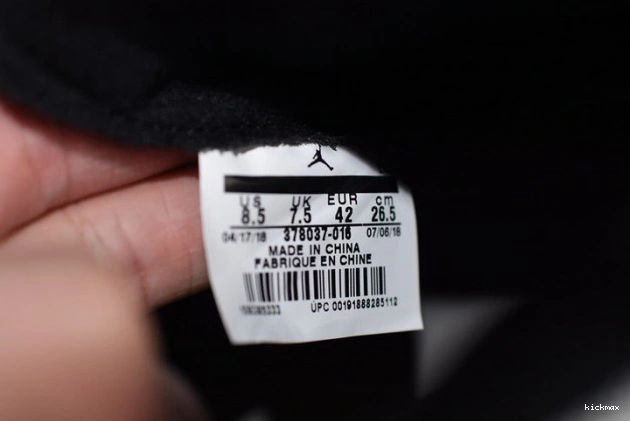 US UK EUR cm
8.5 7.5 42 26.5
04/17/18 378037-016 07/06/18
MADE IN CHINA
FABRIQUE EN CHINE
UPC 00191888285112
kickmax